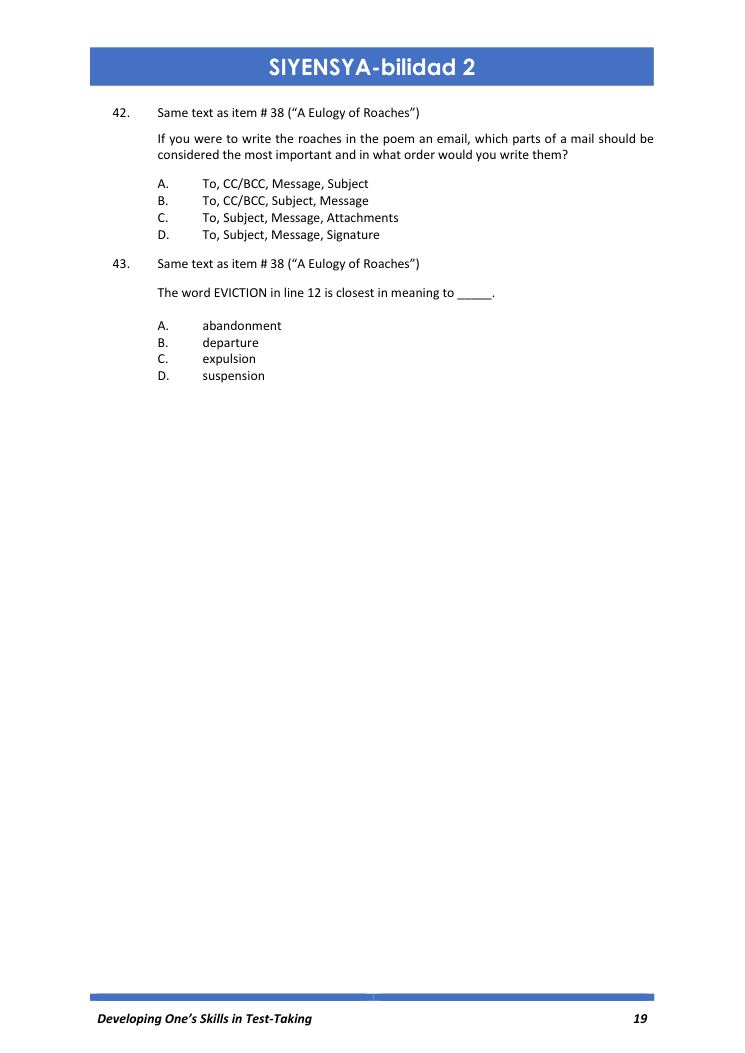 SIYENSYA-bilidad 2
42. Same text as item # 38 (“A Eulogy of Roaches”)
If you were to write the roaches in the poem an email, which parts of a mail should be
considered the most important and in what order would you write them?
A. To, CC/BCC, Message, Subject
B. To, CC/BCC, Subject, Message
C. To, Subject, Message, Attachments
D. To, Subject, Message, Signature
43. Same text as item # 38 (“A Eulogy of Roaches”)
The word EVICTION in line 12 is closest in meaning to _____.
A. abandonment
B. departure
C. expulsion
D. suspension
Developing One’s Skills in Test-Taking 19